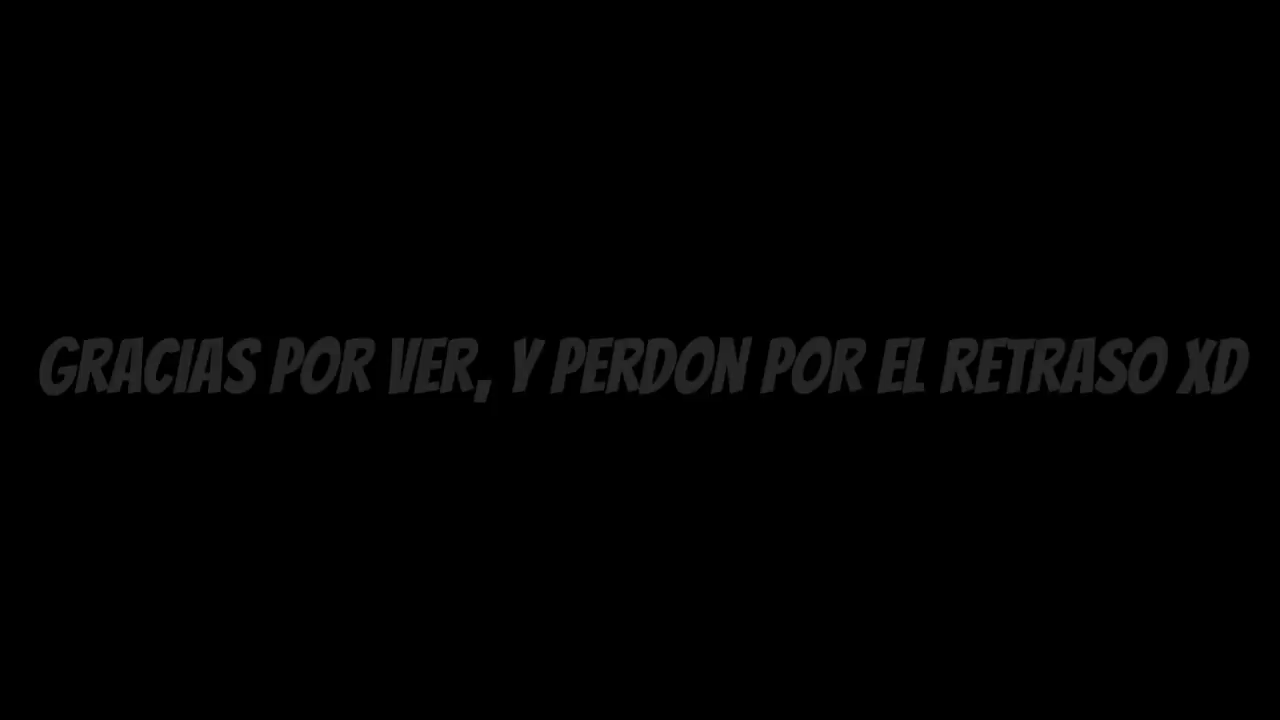 GRACIAS POR VER, Y PERDON POR EL RETRASO XD